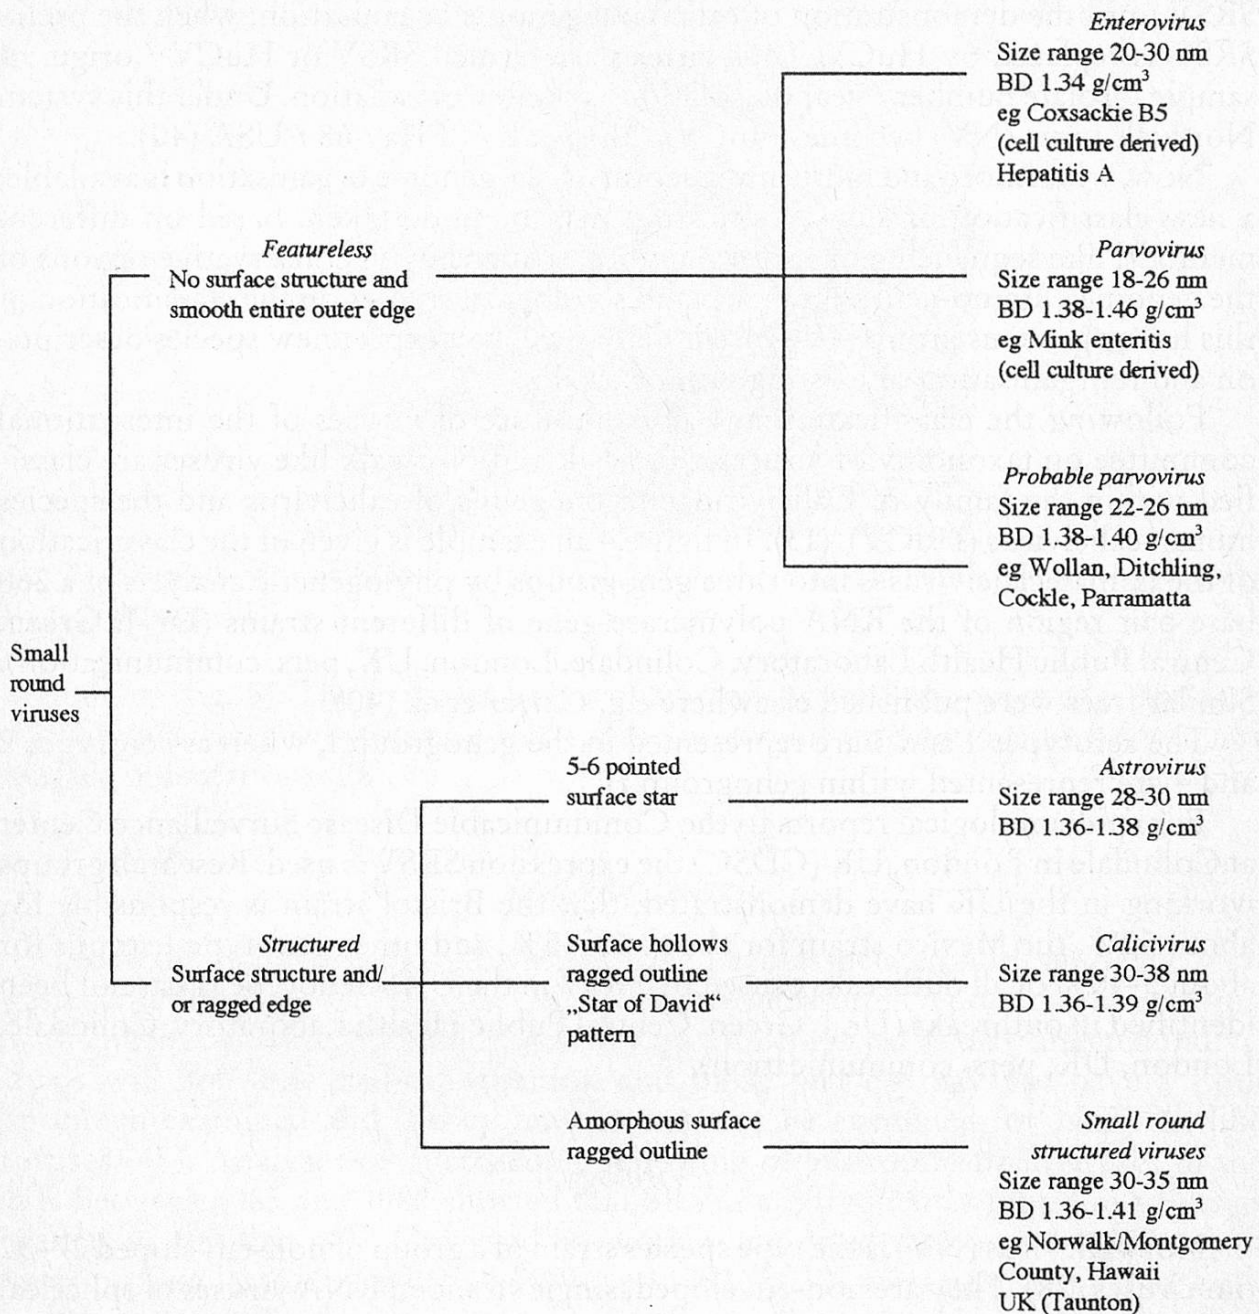 Enterovirus
Size range 20-30 nm
BD 1.34 g/cm³
eg Coxsackie B5
(cell culture derived)
Hepatitis A
Featureless
No surface structure and
smooth entire outer edge
Parvovirus
Size range 18-26 nm
BD 1.38-1.46 g/cm³
eg Mink enteritis
(cell culture derived)
Probable parvovirus
Size range 22-26 nm
BD 1.38-1.40 g/cm³
eg Wollan, Ditchling,
Cockle, Parramatta
Small
round
viruses
5-6 pointed
surface star
Astrovirus
Size range 28-30 nm
BD 1.36-1.38 g/cm³
Structured
Surface structure and/
or ragged edge
Surface hollows
ragged outline
„Star of David“
pattern
Calicivirus
Size range 30-38 nm
BD 1.36-1.39 g/cm³
Amorphous surface
ragged outline
Small round
structured viruses
Size range 30-35 nm
BD 1.36-1.41 g/cm³
eg Norwalk/Montgomery
County, Hawaii
UK (Taunton)